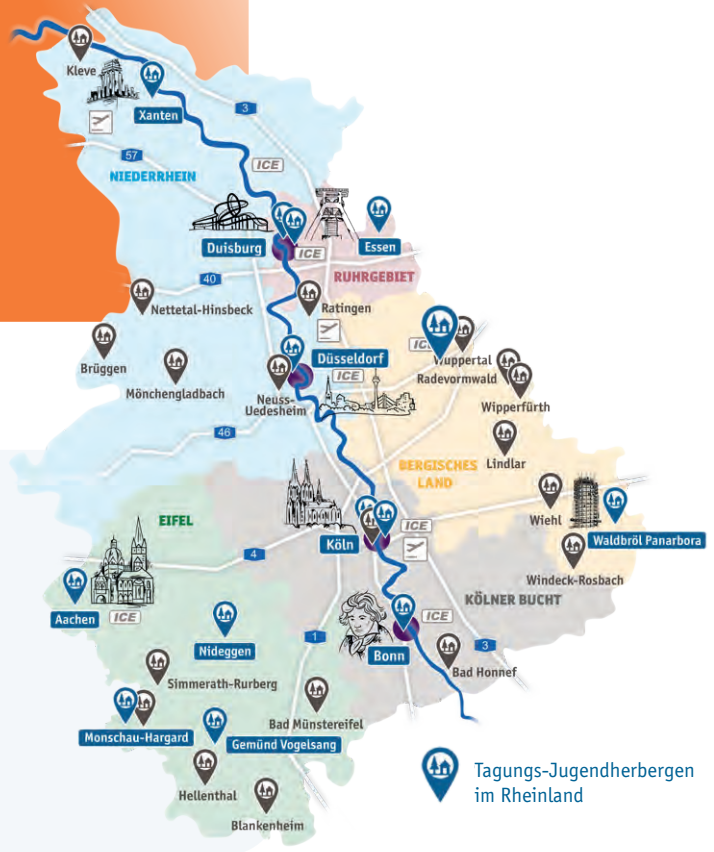 Kleve
Xanten
3
57
ICE
NIEDERRHEIN
Duisburg
ICE
Essen
RUHRGEBIET
40
Nettetal-Hinsbeck
Ratingen
Brüggen
Mönchengladbach
Düsseldorf
ICE
Wuppertal
Radevormwald
ICE
Neuss-
Uedesheim
Wipperfürth
46
BERGISCHES
LAND
Lindlar
EIFEL
Köln
ICE
Wiehl
Waldbröl Panarbora
4
Windeck-Rosbach
Aachen
ICE
KÖLNER BUCHT
Nideggen
1
Bonn
ICE
3
Bad Honnef
Simmerath-Rurberg
Monschau-Hargard
Gemünd Vogelsang
Bad Münstereifel
Hellenthal
Blankenheim
Tagungs-Jugendherbergen
im Rheinland